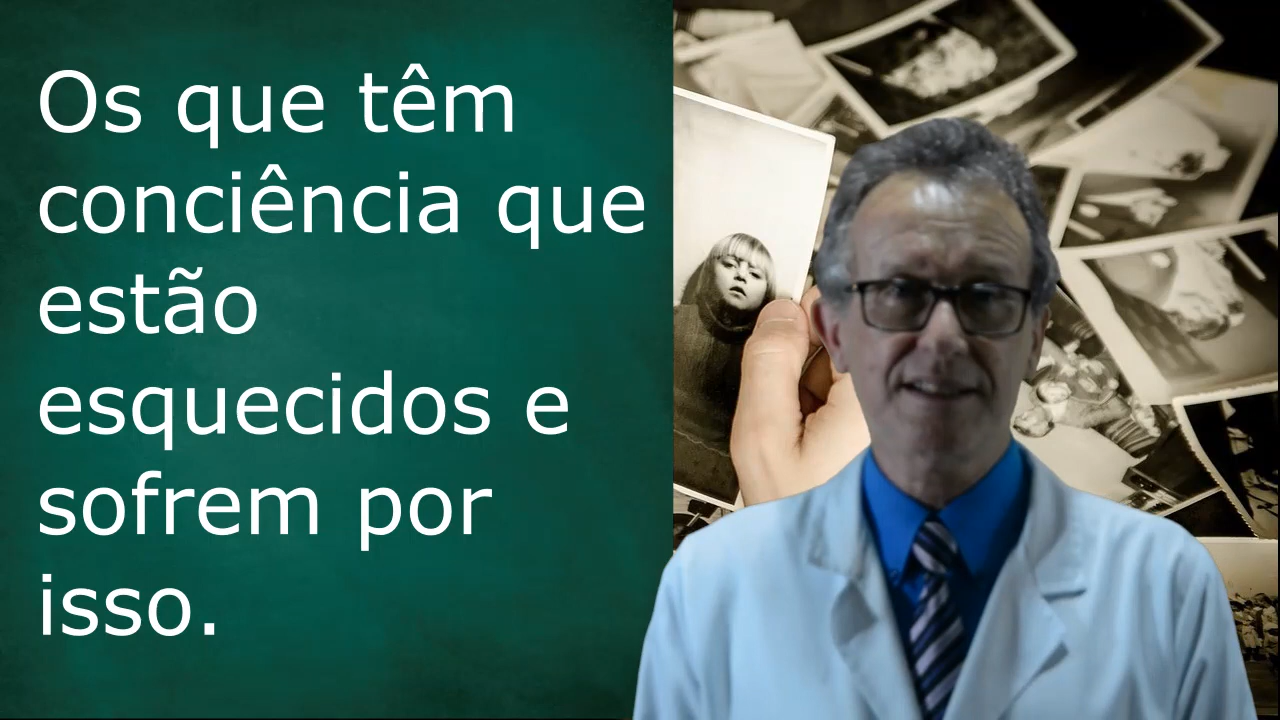 Os que têm
conciência que
estão
esquecidos e
sofrem por
isso.